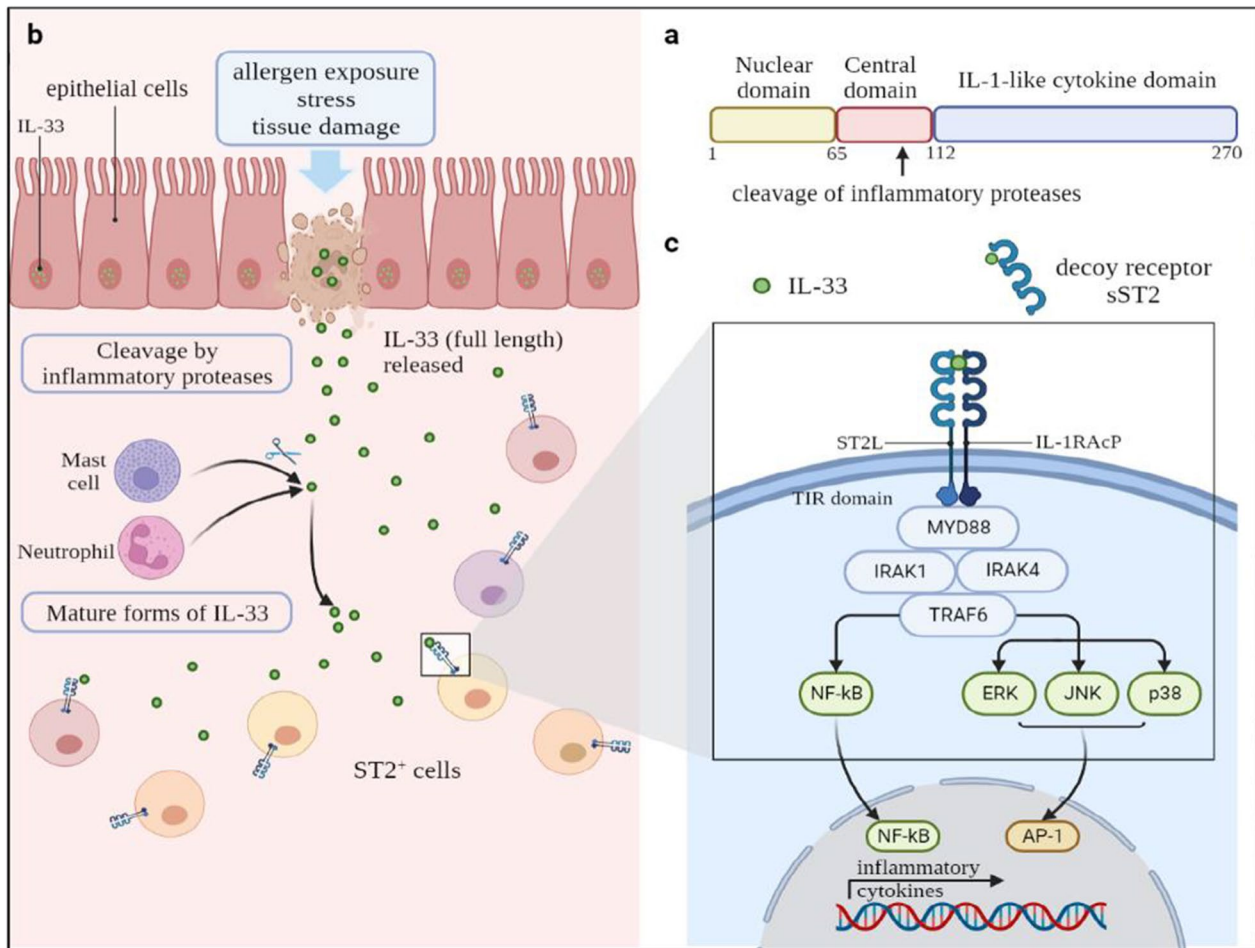 b
allergen exposure
stress
tissue damage
epithelial cells
IL-33
IL-33 (full length)
released
Cleavage by
inflammatory proteases
Mast
cell
Neutrophil
Mature forms of IL-33
ST2⁺ cells
a
Nuclear
domain
Central
domain
IL-1-like cytokine domain
1
65
112
270
cleavage of inflammatory proteases
c
IL-33
decoy receptor
sST2
ST2L
IL-1RAcP
TIR domain
MYD88
IRAK1
IRAK4
TRAF6
NF-kB
ERK
JNK
p38
NF-kB
AP-1
inflammatory
cytokines